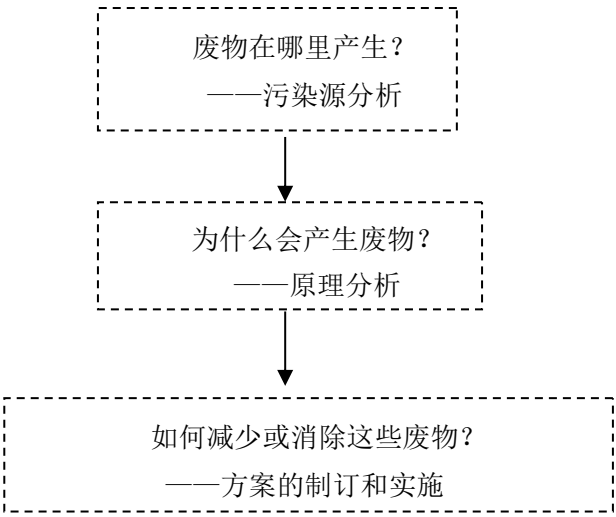 废物在哪里产生？
——污染源分析
为什么会产生废物？
——原理分析
如何减少或消除这些废物？
——方案的制订和实施